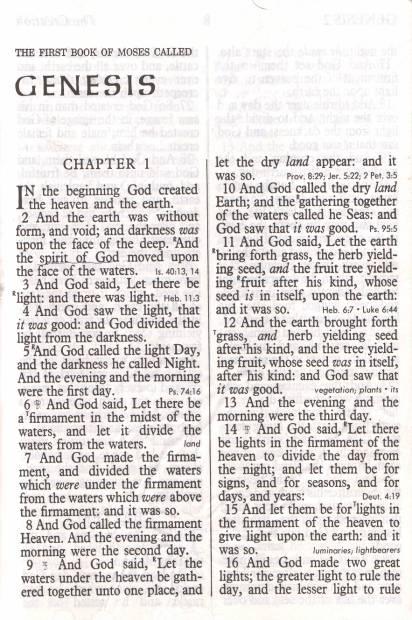 THE FIRST BOOK OF MOSES CALLED
GENESIS
CHAPTER 1
IN the beginning God created
the heaven and the earth.
2 And the earth was without
form, and void; and darkness was
upon the face of the deep. And
the spirit of God moved upon
the face of the waters. Is. 40:13, 14
3 And God said, Let there be
light: and there was light. Heb. 11:3
4 And God saw the light, that
it was good: and God divided the
light from the darkness.
5 And God called the light Day,
and the darkness he called Night.
And the evening and the morning
were the first day. Ps. 74:16
6 And God said, Let there be
a firmament in the midst of the
waters, and let it divide the
waters from the waters. land
7 And God made the firma-
ment, and divided the waters
which were under the firmament
from the waters which were above
the firmament: and it was so.
8 And God called the firmament
Heaven. And the evening and the
morning were the second day.
9 And God said, Let the
waters under the heaven be gath-
ered together unto one place, and
let the dry land appear: and it
was so. Prov. 8:29; Jer. 5:22; 2 Pet. 3:5
10 And God called the dry land
Earth; and the gathering together
of the waters called he Seas: and
God saw that it was good. Ps. 95:5
11 And God said, Let the earth
bring forth grass, the herb yield-
ing seed, and the fruit tree yield-
ing fruit after his kind, whose
seed is in itself, upon the earth:
and it was so. Heb. 6:7 • Luke 6:44
12 And the earth brought forth
grass, and herb yielding seed
after his kind, and the tree yield-
ing fruit, whose seed was in itself,
after his kind: and God saw that
it was good. vegetation; plants • its
13 And the evening and the
morning were the third day.
14 And God said, Let there
be lights in the firmament of the
heaven to divide the day from
the night; and let them be for
signs, and for seasons, and for
days, and years: Deut. 4:19
15 And let them be for lights in
the firmament of the heaven to
give light upon the earth: and it
was so. luminaries; lightbearers
16 And God made two great
lights; the greater light to rule the
day, and the lesser light to rule